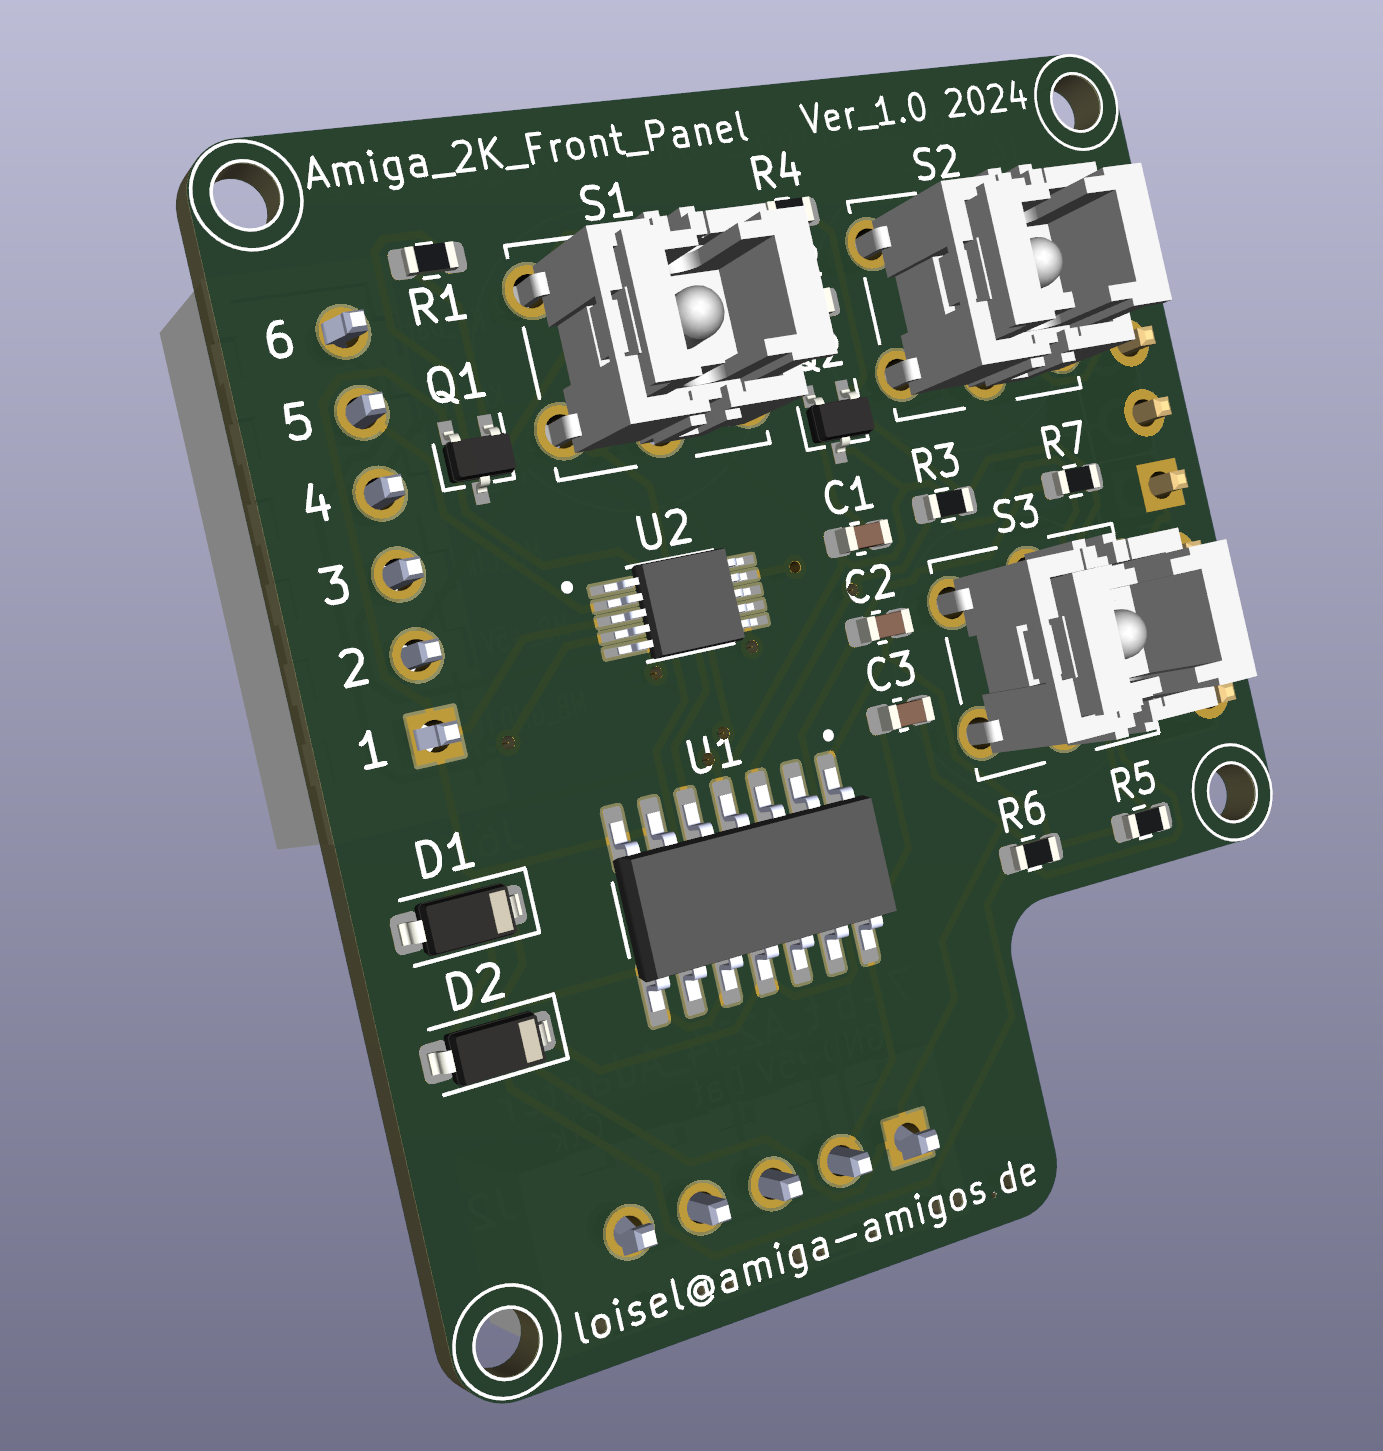 Amiga_2K_Front_Panel
Ver_1.0 2024
S1
R4
S2
R1
6
Q1
5
4
3
2
1
R7
R3
C1
S3
U2
C2
C3
U1
R5
R6
D1
D2
loisel@amiga-amigos.de